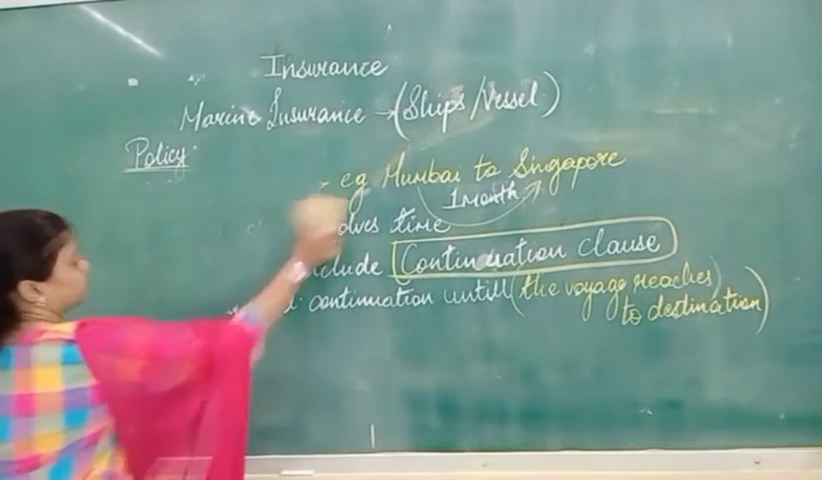 Insurance
Marine Insurance → (Ships/Vessel)
Policy
eg Mumbai to Singapore
1 Month
time
Continuation clause
continuation untill (the voyage reaches
to destination)